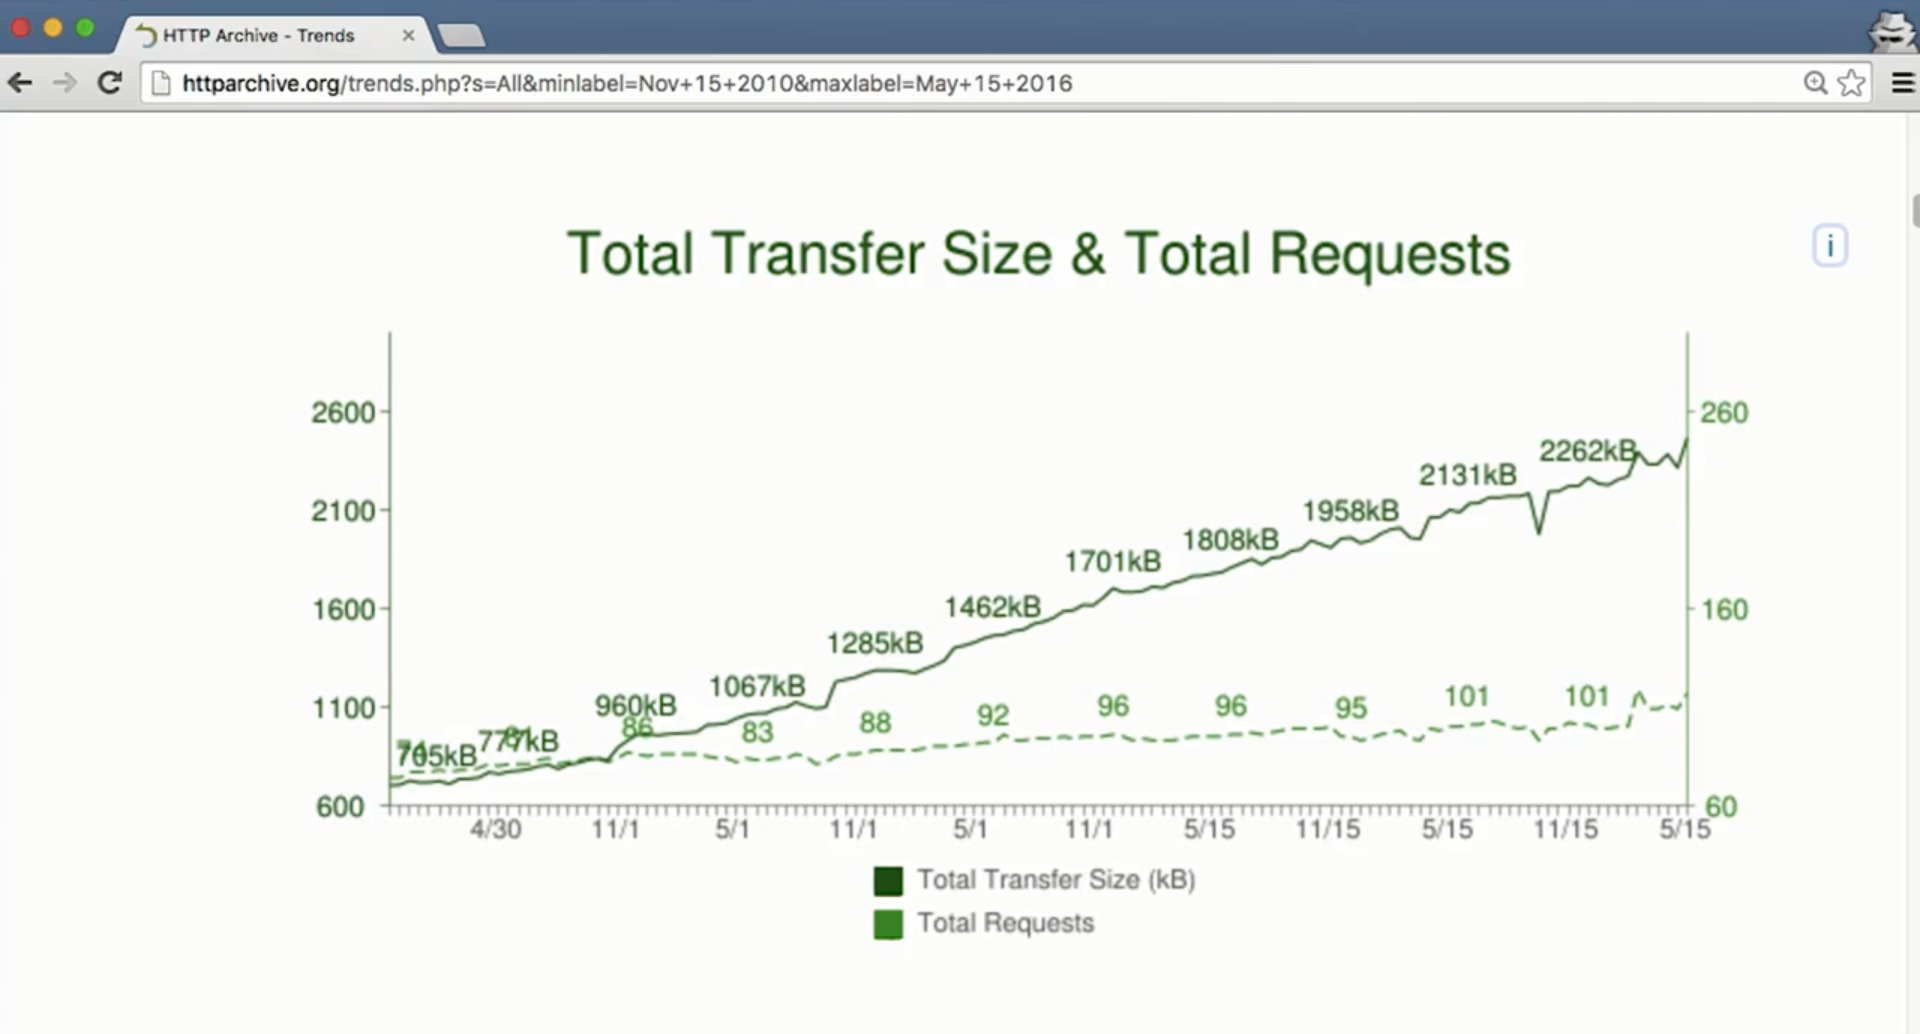 HTTP Archive - Trends
httparchive.org/trends.php?s=All&minlabel=Nov+15+2010&maxlabel=May+15+2016
Total Transfer Size & Total Requests
i
2600
260
2262kB
2131kB
2100
1958kB
1808kB
1701kB
1600
1462kB
160
1285kB
1067kB
1100
960kB
101
101
96
96
95
92
88
86
83
777kB
705kB
600
60
4/30
11/1
5/1
11/1
5/1
11/1
5/15
11/15
5/15
11/15
5/15
Total Transfer Size (kB)
Total Requests